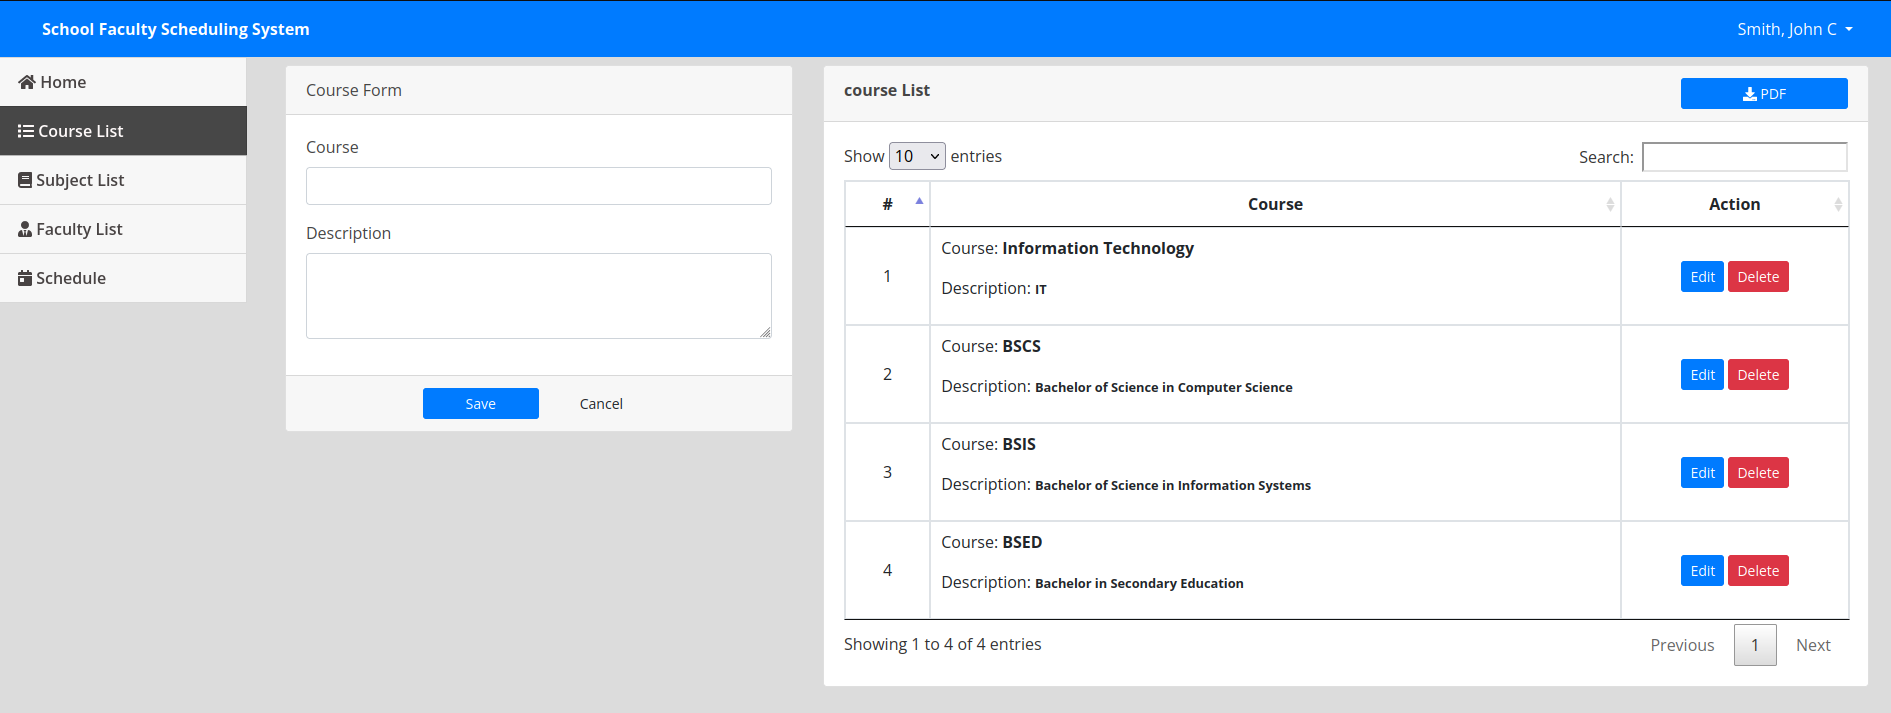 School Faculty Scheduling System
Smith, John C
Home
Course List
Subject List
Faculty List
Schedule
Course Form
Course
Description
Save Cancel
course List
PDF
Show 10 entries
Search:
# Course Action
1
Course: Information Technology
Description: IT
Edit Delete
2
Course: BSCS
Description: Bachelor of Science in Computer Science
Edit Delete
3
Course: BSIS
Description: Bachelor of Science in Information Systems
Edit Delete
4
Course: BSED
Description: Bachelor in Secondary Education
Edit Delete
Showing 1 to 4 of 4 entries
Previous 1 Next